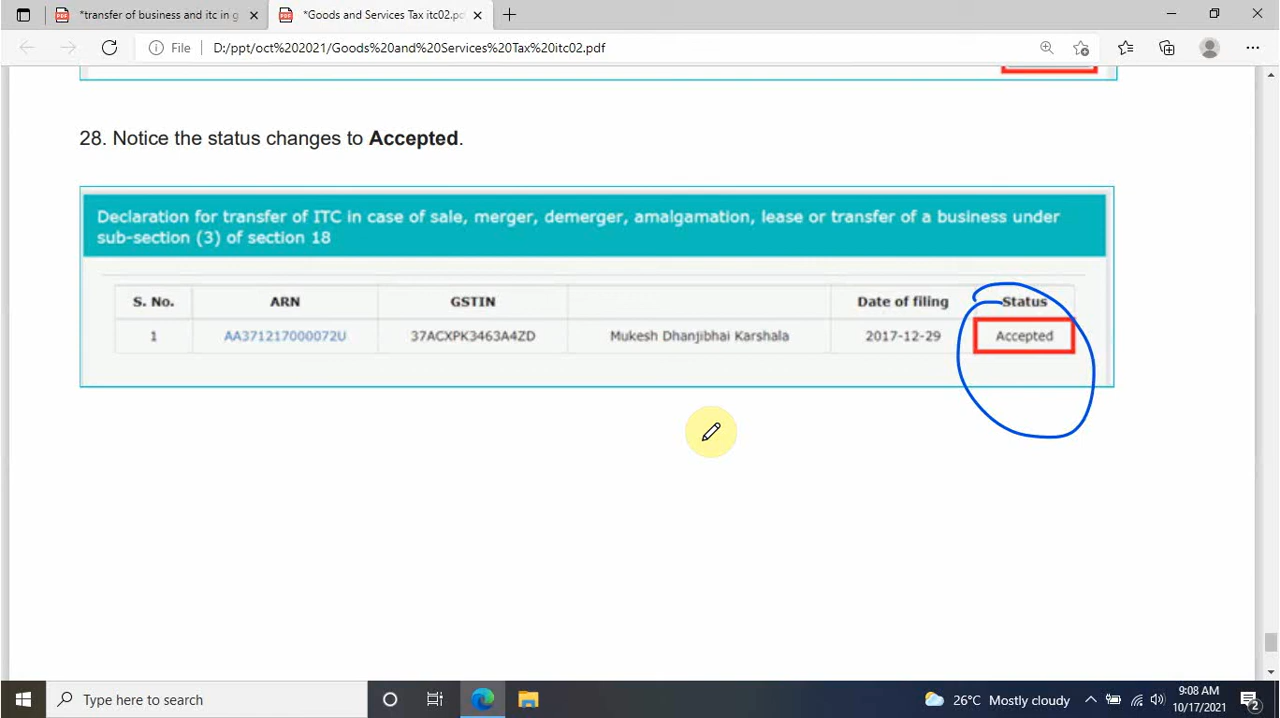 *transfer of business and itc in g
*Goods and Services Tax itc02.pd
File D:/ppt/oct%202021/Goods%20and%20Services%20Tax%20itc02.pdf
28. Notice the status changes to Accepted.
Declaration for transfer of ITC in case of sale, merger, demerger, amalgamation, lease or transfer of a business under
sub-section (3) of section 18
S. No. ARN GSTIN Date of filing Status
1 AA371217000072U 37ACXPK3463A4ZD Mukesh Dhanjibhai Karshala 2017-12-29 Accepted
Type here to search
26°C Mostly cloudy
9:08 AM
10/17/2021
2